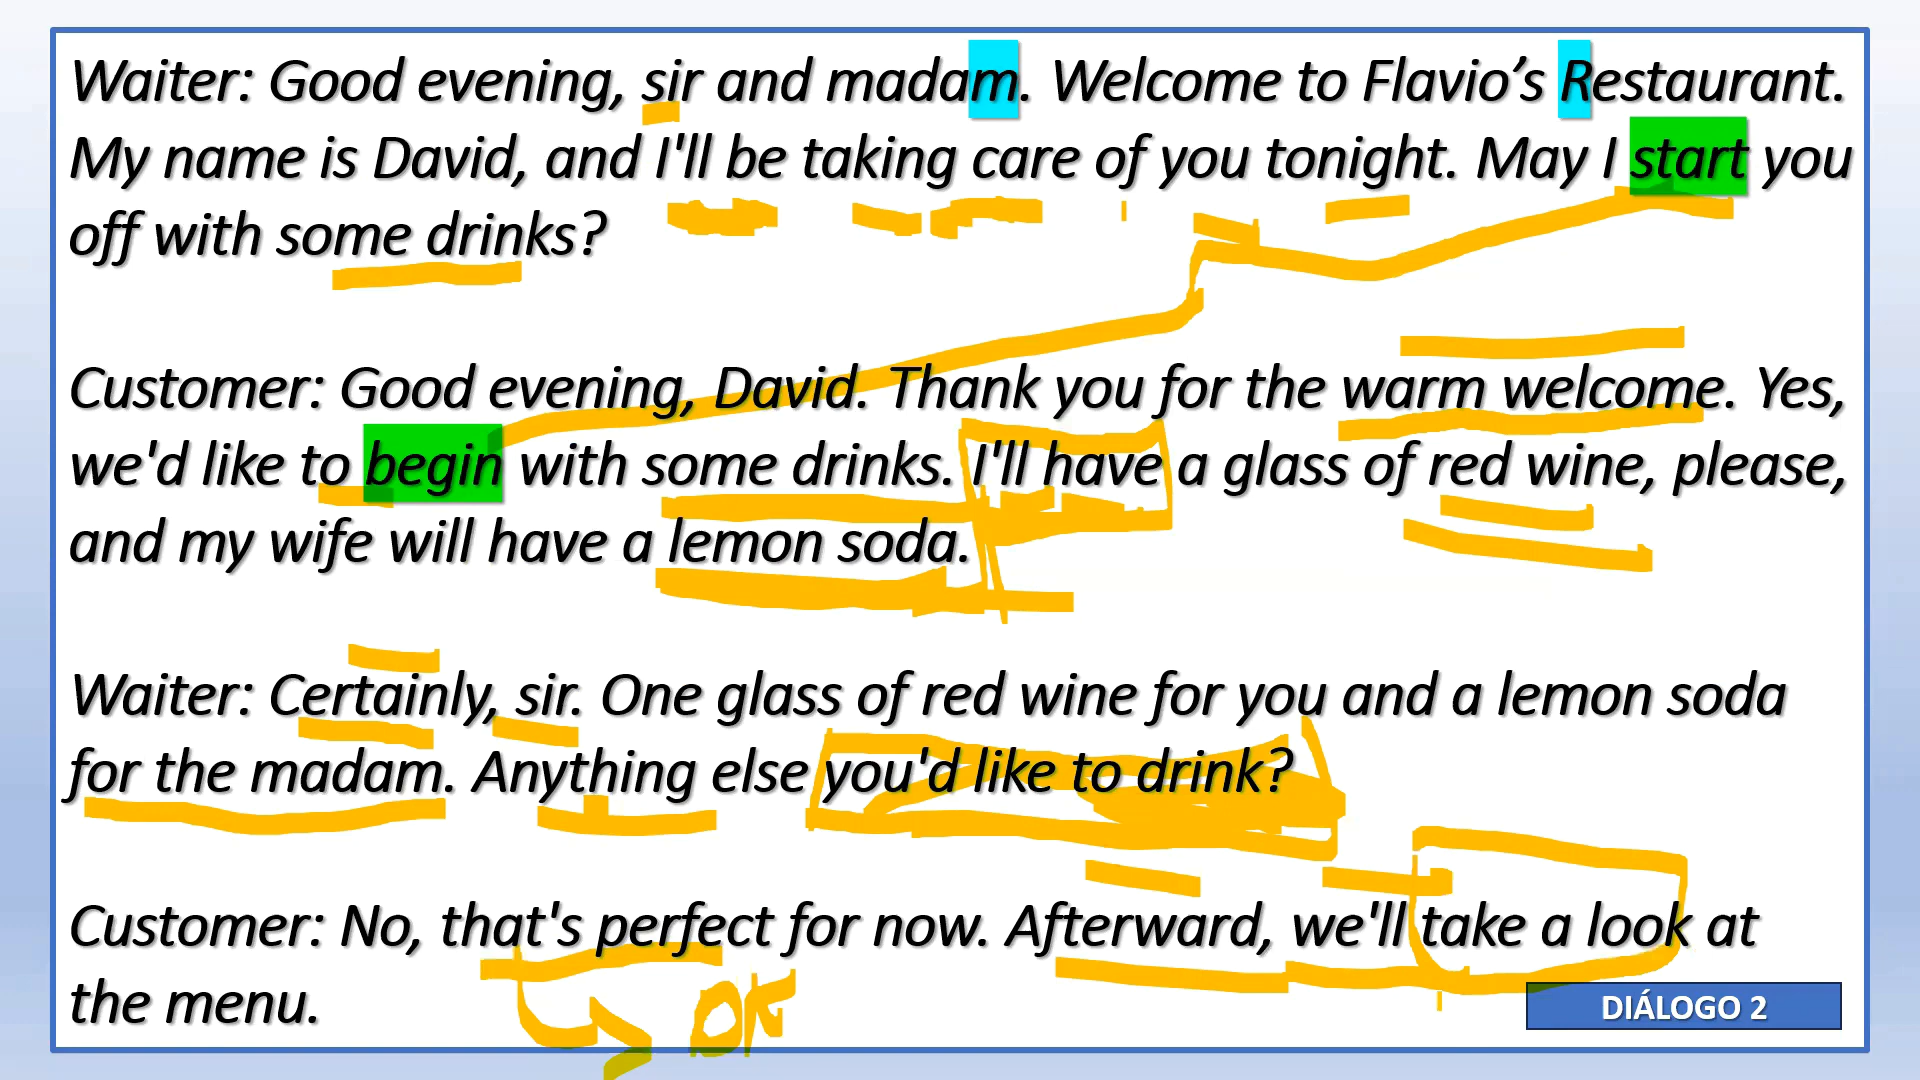 Waiter: Good evening, sir and madam. Welcome to Flavio’s Restaurant.
My name is David, and I'll be taking care of you tonight. May I start you
off with some drinks?
Customer: Good evening, David. Thank you for the warm welcome. Yes,
we'd like to begin with some drinks. I'll have a glass of red wine, please,
and my wife will have a lemon soda.
Waiter: Certainly, sir. One glass of red wine for you and a lemon soda
for the madam. Anything else you'd like to drink?
Customer: No, that's perfect for now. Afterward, we'll take a look at
the menu.
OK
DIÁLOGO 2